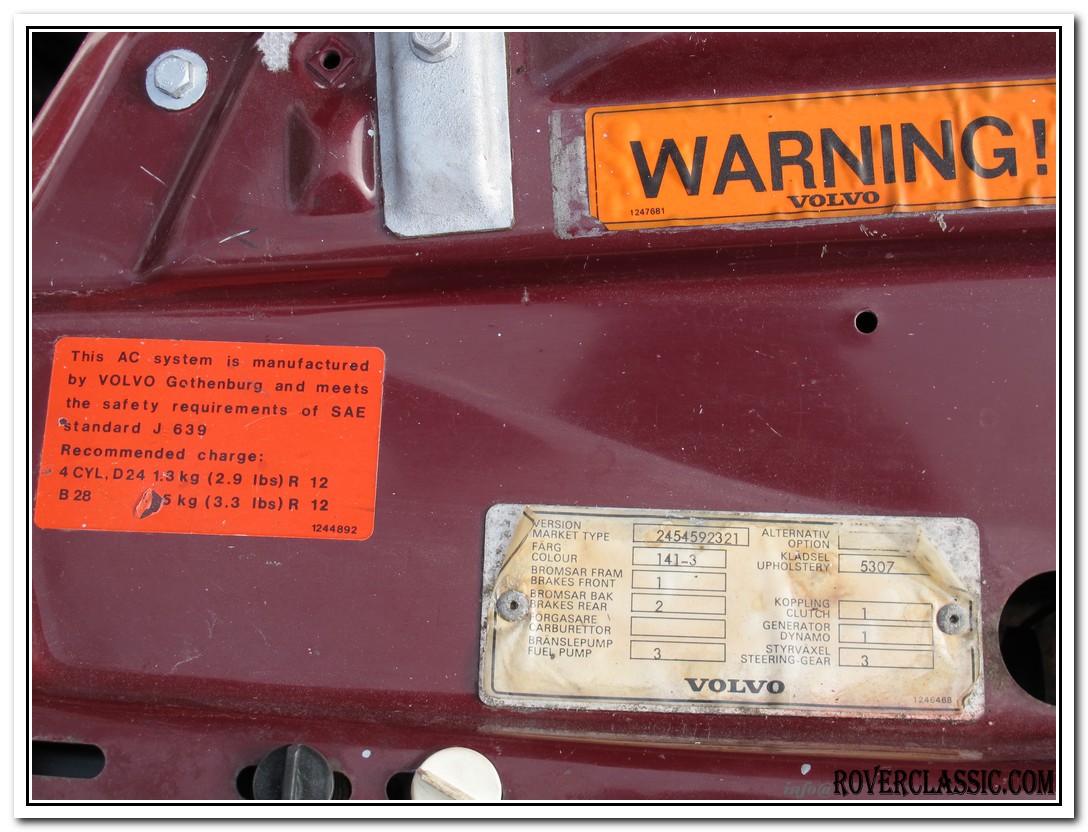 WARNING!
VOLVO
1247681
This AC system is manufactured
by VOLVO Gothenburg and meets
the safety requirements of SAE
standard J 639
Recommended charge:
4 CYL, D24 1.3 kg (2.9 lbs) R 12
B 28 5 kg (3.3 lbs) R 12
1244892
VERSION
MARKET TYPE 2454592321
FÄRG
COLOUR 141-3
BROMSAR FRAM
BRAKES FRONT 1
BROMSAR BAK
BRAKES REAR 2
FÖRGASARE
CARBURETTOR
BRÄNSLEPUMP
FUEL PUMP 3
ALTERNATIV
OPTION
KLÄDSEL
UPHOLSTERY 5307
KOPPLING
CLUTCH 1
GENERATOR
DYNAMO 1
STYRVÄXEL
STEERING-GEAR 3
VOLVO
1246468
info@
ROVERCLASSIC.COM